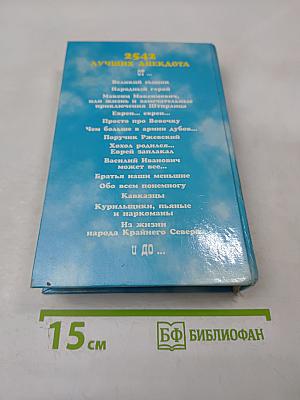 2542
ЛУЧШИХ АНЕКДОТА
от ...
Великий вышли
Народный герой
Максим Максимович,
или жизнь и замечательные
приключения Штирлица
Евреи... евреи...
Просто про Вовочку
Чем больше в армии дубов...
Поручик Ржевский
Хохол родился...
Еврей заплакал
Василий Иванович
может все...
Братья наши меньшие
Обо всем понемногу
Кавказцы
Курильщики, пьяные
и наркоманы
Из жизни
народа Крайнего Севера
и до ...
15 см
БФ БИБЛИОФАН